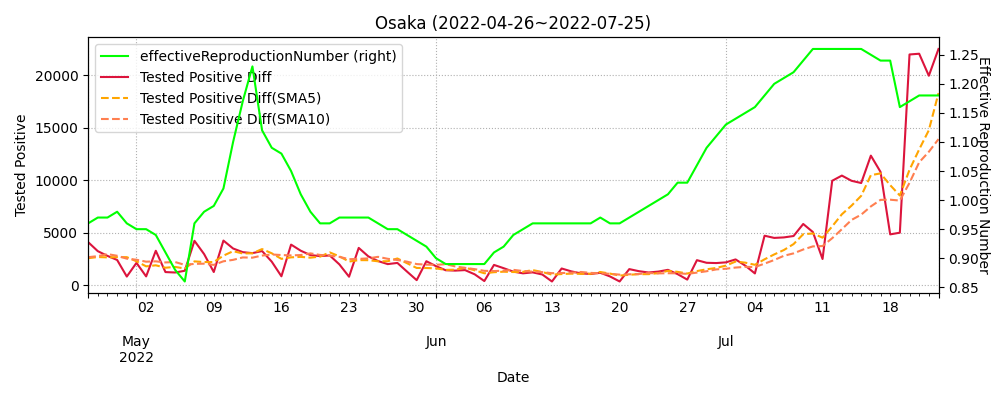 Osaka (2022-04-26~2022-07-25)
effectiveReproductionNumber (right)
Tested Positive Diff
Tested Positive Diff(SMA5)
Tested Positive Diff(SMA10)
Tested Positive
20000
15000
10000
5000
0
1.25
1.20
1.15
1.10
1.05
1.00
0.95
0.90
0.85
Effective Reproduction Number
02 09 16 23 30 06 13 20 27 04 11 18
May Jun Jul
2022
Date